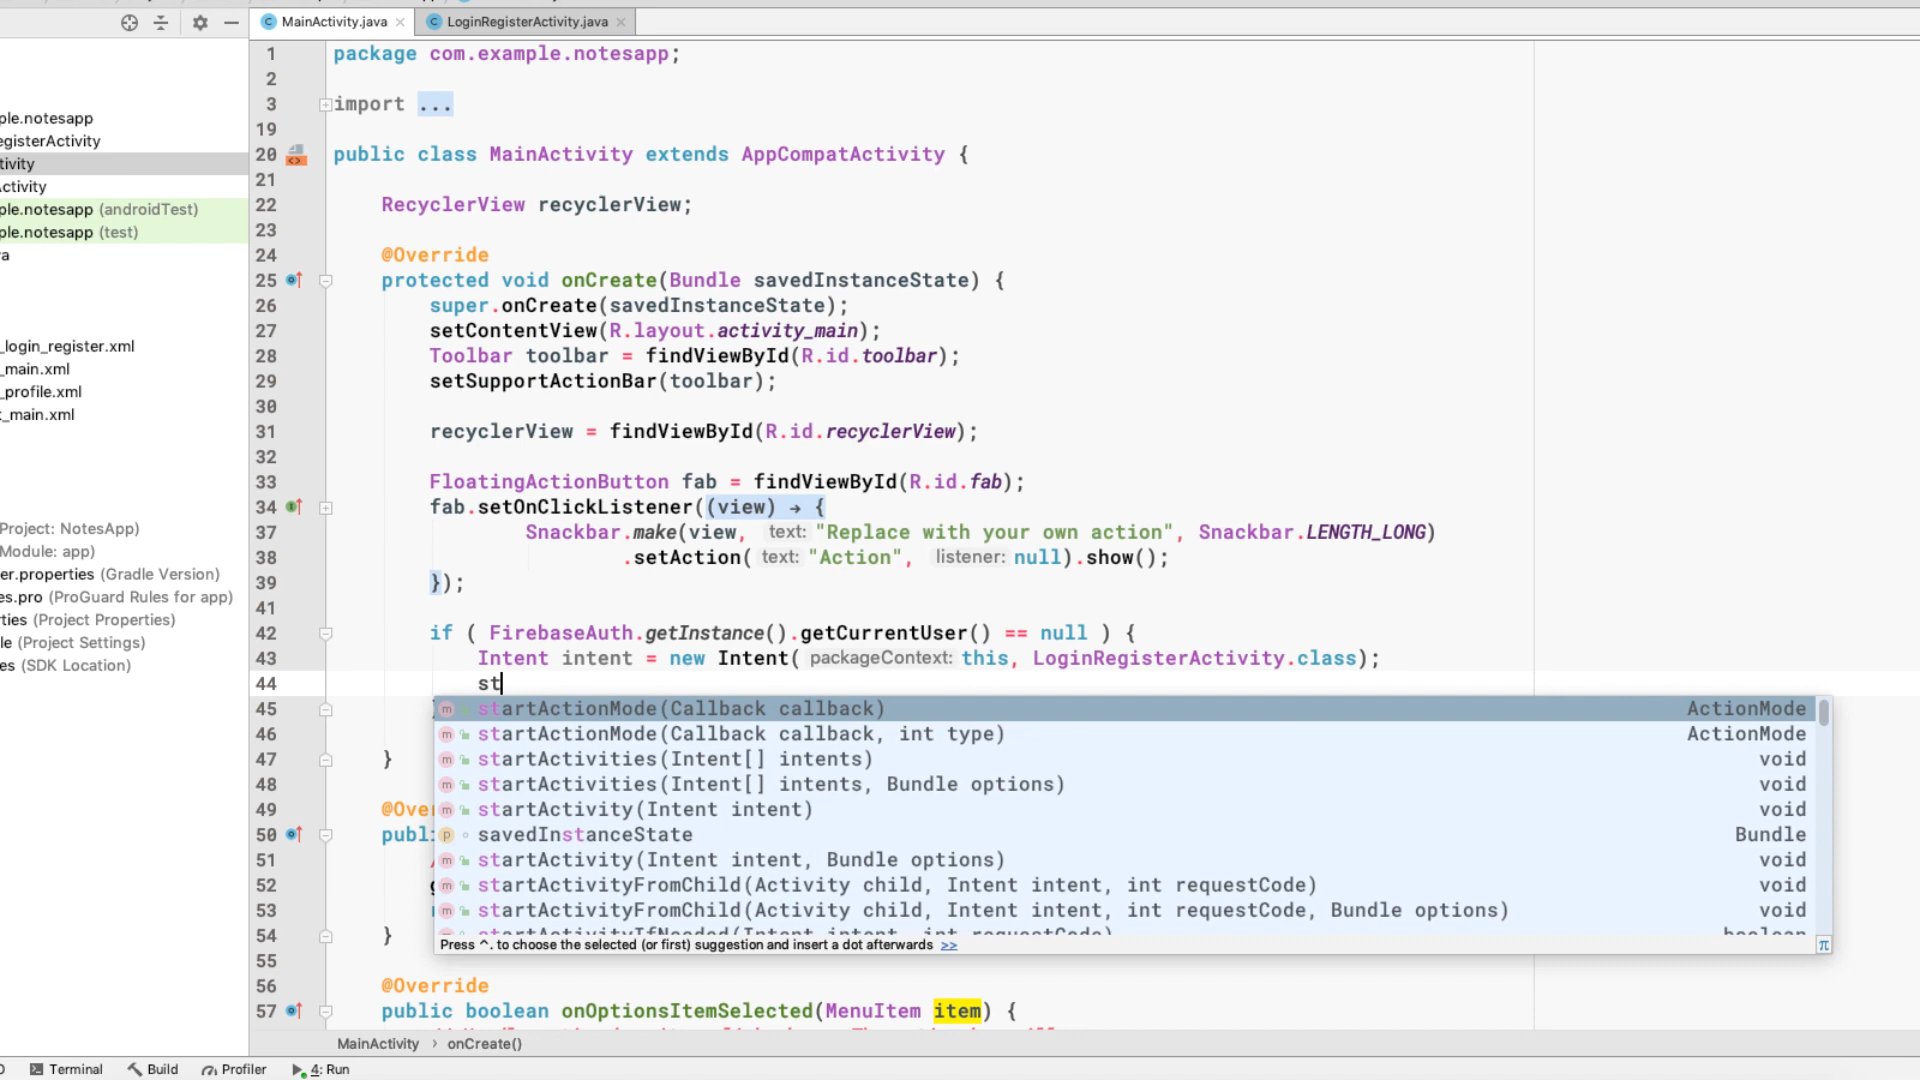 MainActivity.java
LoginRegisterActivity.java
ple.notesapp
egisterActivity
tivity
Activity
ple.notesapp (androidTest)
ple.notesapp (test)
a
_login_register.xml
_main.xml
_profile.xml
t_main.xml
Project: NotesApp)
Module: app)
er.properties (Gradle Version)
es.pro (ProGuard Rules for app)
ties (Project Properties)
le (Project Settings)
es (SDK Location)
1 package com.example.notesapp;
2
3 import ...
19
20 public class MainActivity extends AppCompatActivity {
21
22 RecyclerView recyclerView;
23
24 @Override
25 protected void onCreate(Bundle savedInstanceState) {
26 super.onCreate(savedInstanceState);
27 setContentView(R.layout.activity_main);
28 Toolbar toolbar = findViewById(R.id.toolbar);
29 setSupportActionBar(toolbar);
30
31 recyclerView = findViewById(R.id.recyclerView);
32
33 FloatingActionButton fab = findViewById(R.id.fab);
34 fab.setOnClickListener((view) → {
37 Snackbar.make(view, text: "Replace with your own action", Snackbar.LENGTH_LONG)
38 .setAction( text: "Action", listener: null).show();
39 });
41
42 if ( FirebaseAuth.getInstance().getCurrentUser() == null ) {
43 Intent intent = new Intent( packageContext: this, LoginRegisterActivity.class);
44 st
45 startActionMode(Callback callback) ActionMode
46 startActionMode(Callback callback, int type) ActionMode
47 } startActivities(Intent[] intents) void
48 startActivities(Intent[] intents, Bundle options) void
49 @Over startActivity(Intent intent) void
50 publi savedInstanceState Bundle
51 startActivity(Intent intent, Bundle options) void
52 startActivityFromChild(Activity child, Intent intent, int requestCode) void
53 startActivityFromChild(Activity child, Intent intent, int requestCode, Bundle options) void
54 } startActivityIfNeeded(Intent intent, int requestCode) boolean
Press ^. to choose the selected (or first) suggestion and insert a dot afterwards >>
π
55
56 @Override
57 public boolean onOptionsItemSelected(MenuItem item) {
MainActivity › onCreate()
Terminal Build Profiler 4: Run